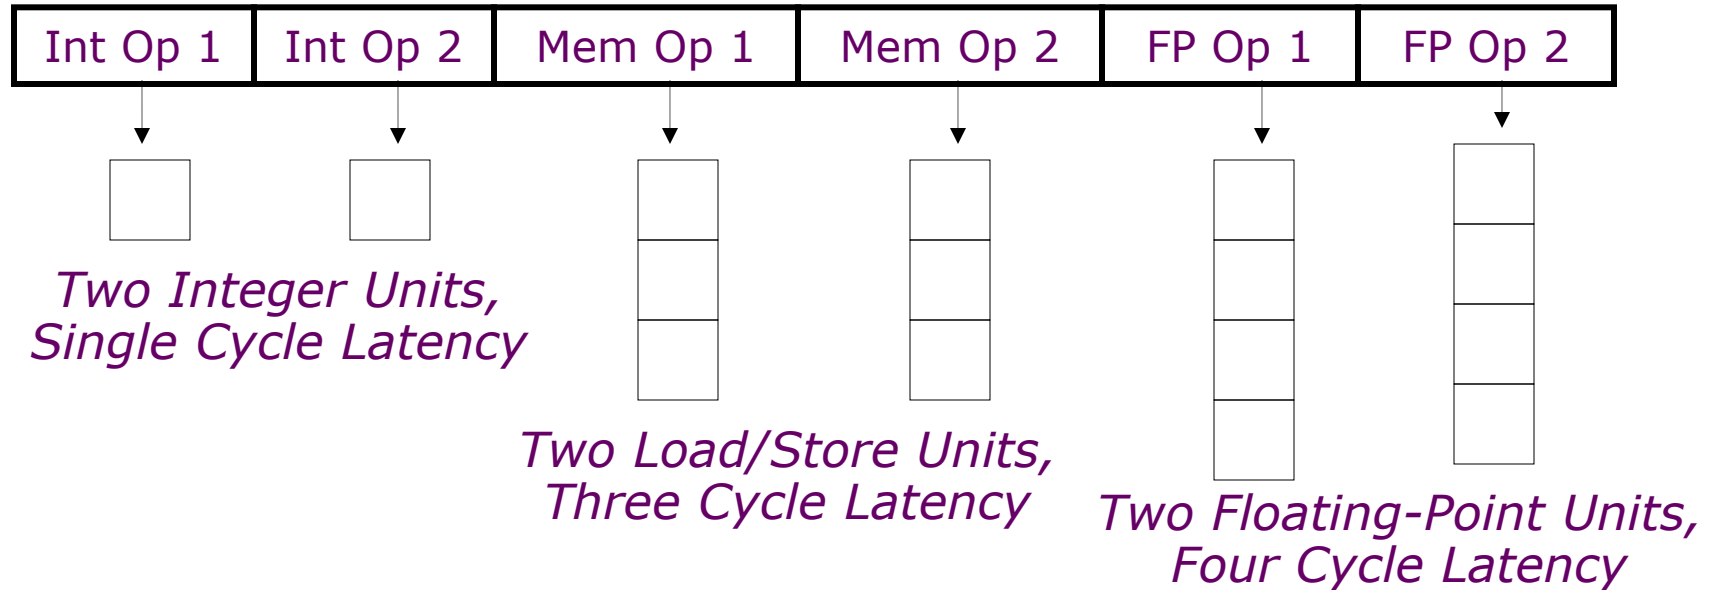 Int Op 1 Int Op 2 Mem Op 1 Mem Op 2 FP Op 1 FP Op 2
Two Integer Units,
Single Cycle Latency
Two Load/Store Units,
Three Cycle Latency
Two Floating-Point Units,
Four Cycle Latency